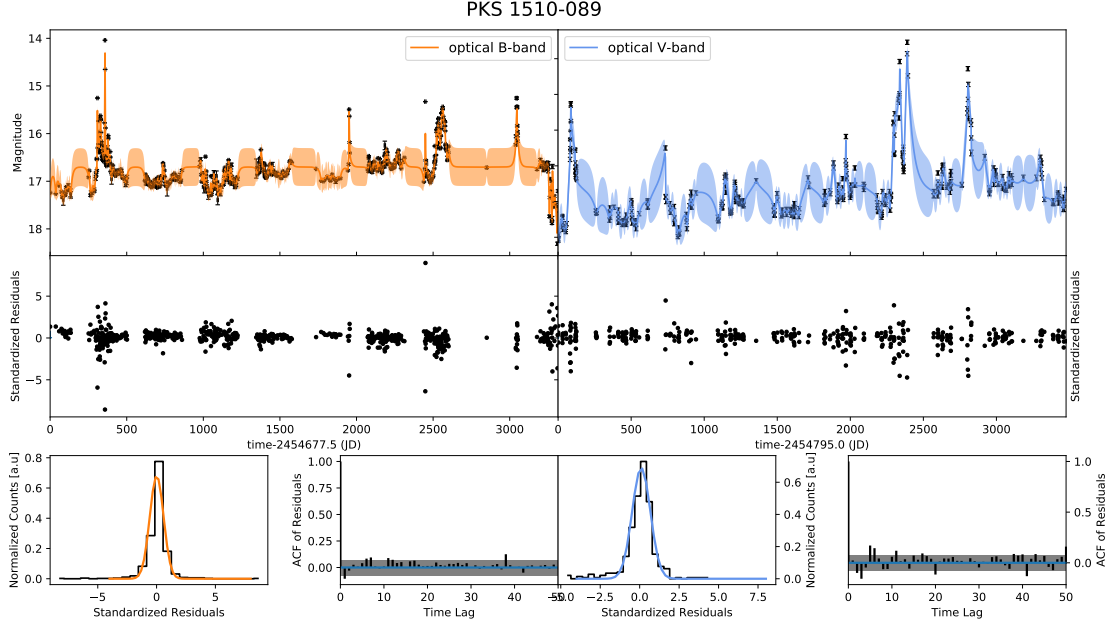 PKS 1510-089
optical B-band
optical V-band
Magnitude
14
15
16
17
18
Standardized Residuals
5
0
−5
0 500 1000 1500 2000 2500 3000
time-2454677.5 (JD)
0 500 1000 1500 2000 2500 3000
time-2454795.0 (JD)
Standardized Residuals
Normalized Counts [a.u]
0.8
0.6
0.4
0.2
0.0
−5 0 5
Standardized Residuals
ACF of Residuals
1.00
0.75
0.50
0.25
0.00
0 10 20 30 40
Time Lag
−2.5 0.0 2.5 5.0 7.5
Standardized Residuals
0.6
0.4
0.2
0.0
Normalized Counts [a.u]
0 10 20 30 40 50
Time Lag
1.0
0.5
0.0
ACF of Residuals